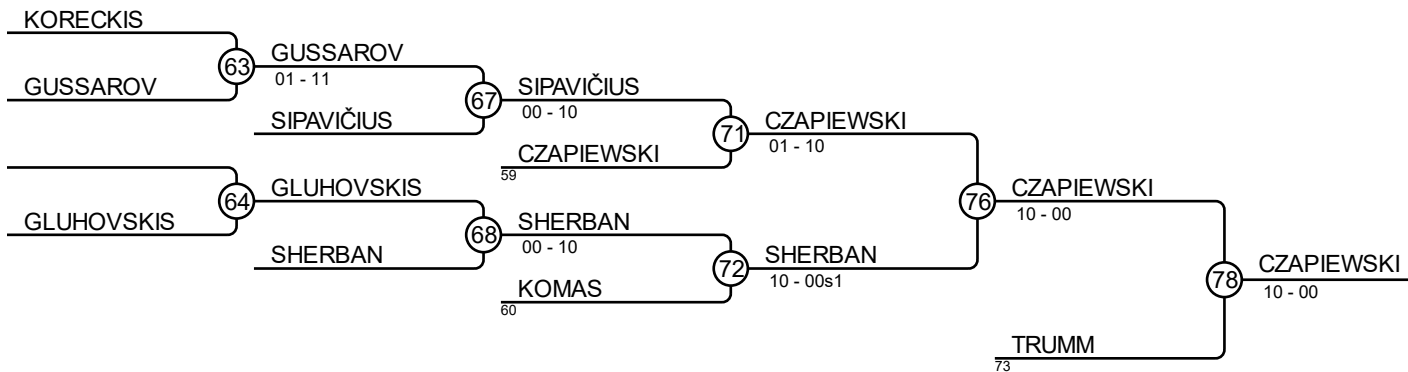 KORECKIS
63
GUSSAROV
GUSSAROV
01 - 11
SIPAVIČIUS
67
SIPAVIČIUS
00 - 10
CZAPIEWSKI
59
71
CZAPIEWSKI
01 - 10
GLUHOVSKIS
64
GLUHOVSKIS
SHERBAN
68
SHERBAN
00 - 10
KOMAS
60
72
SHERBAN
10 - 00s1
76
CZAPIEWSKI
10 - 00
TRUMM
73
78
CZAPIEWSKI
10 - 00